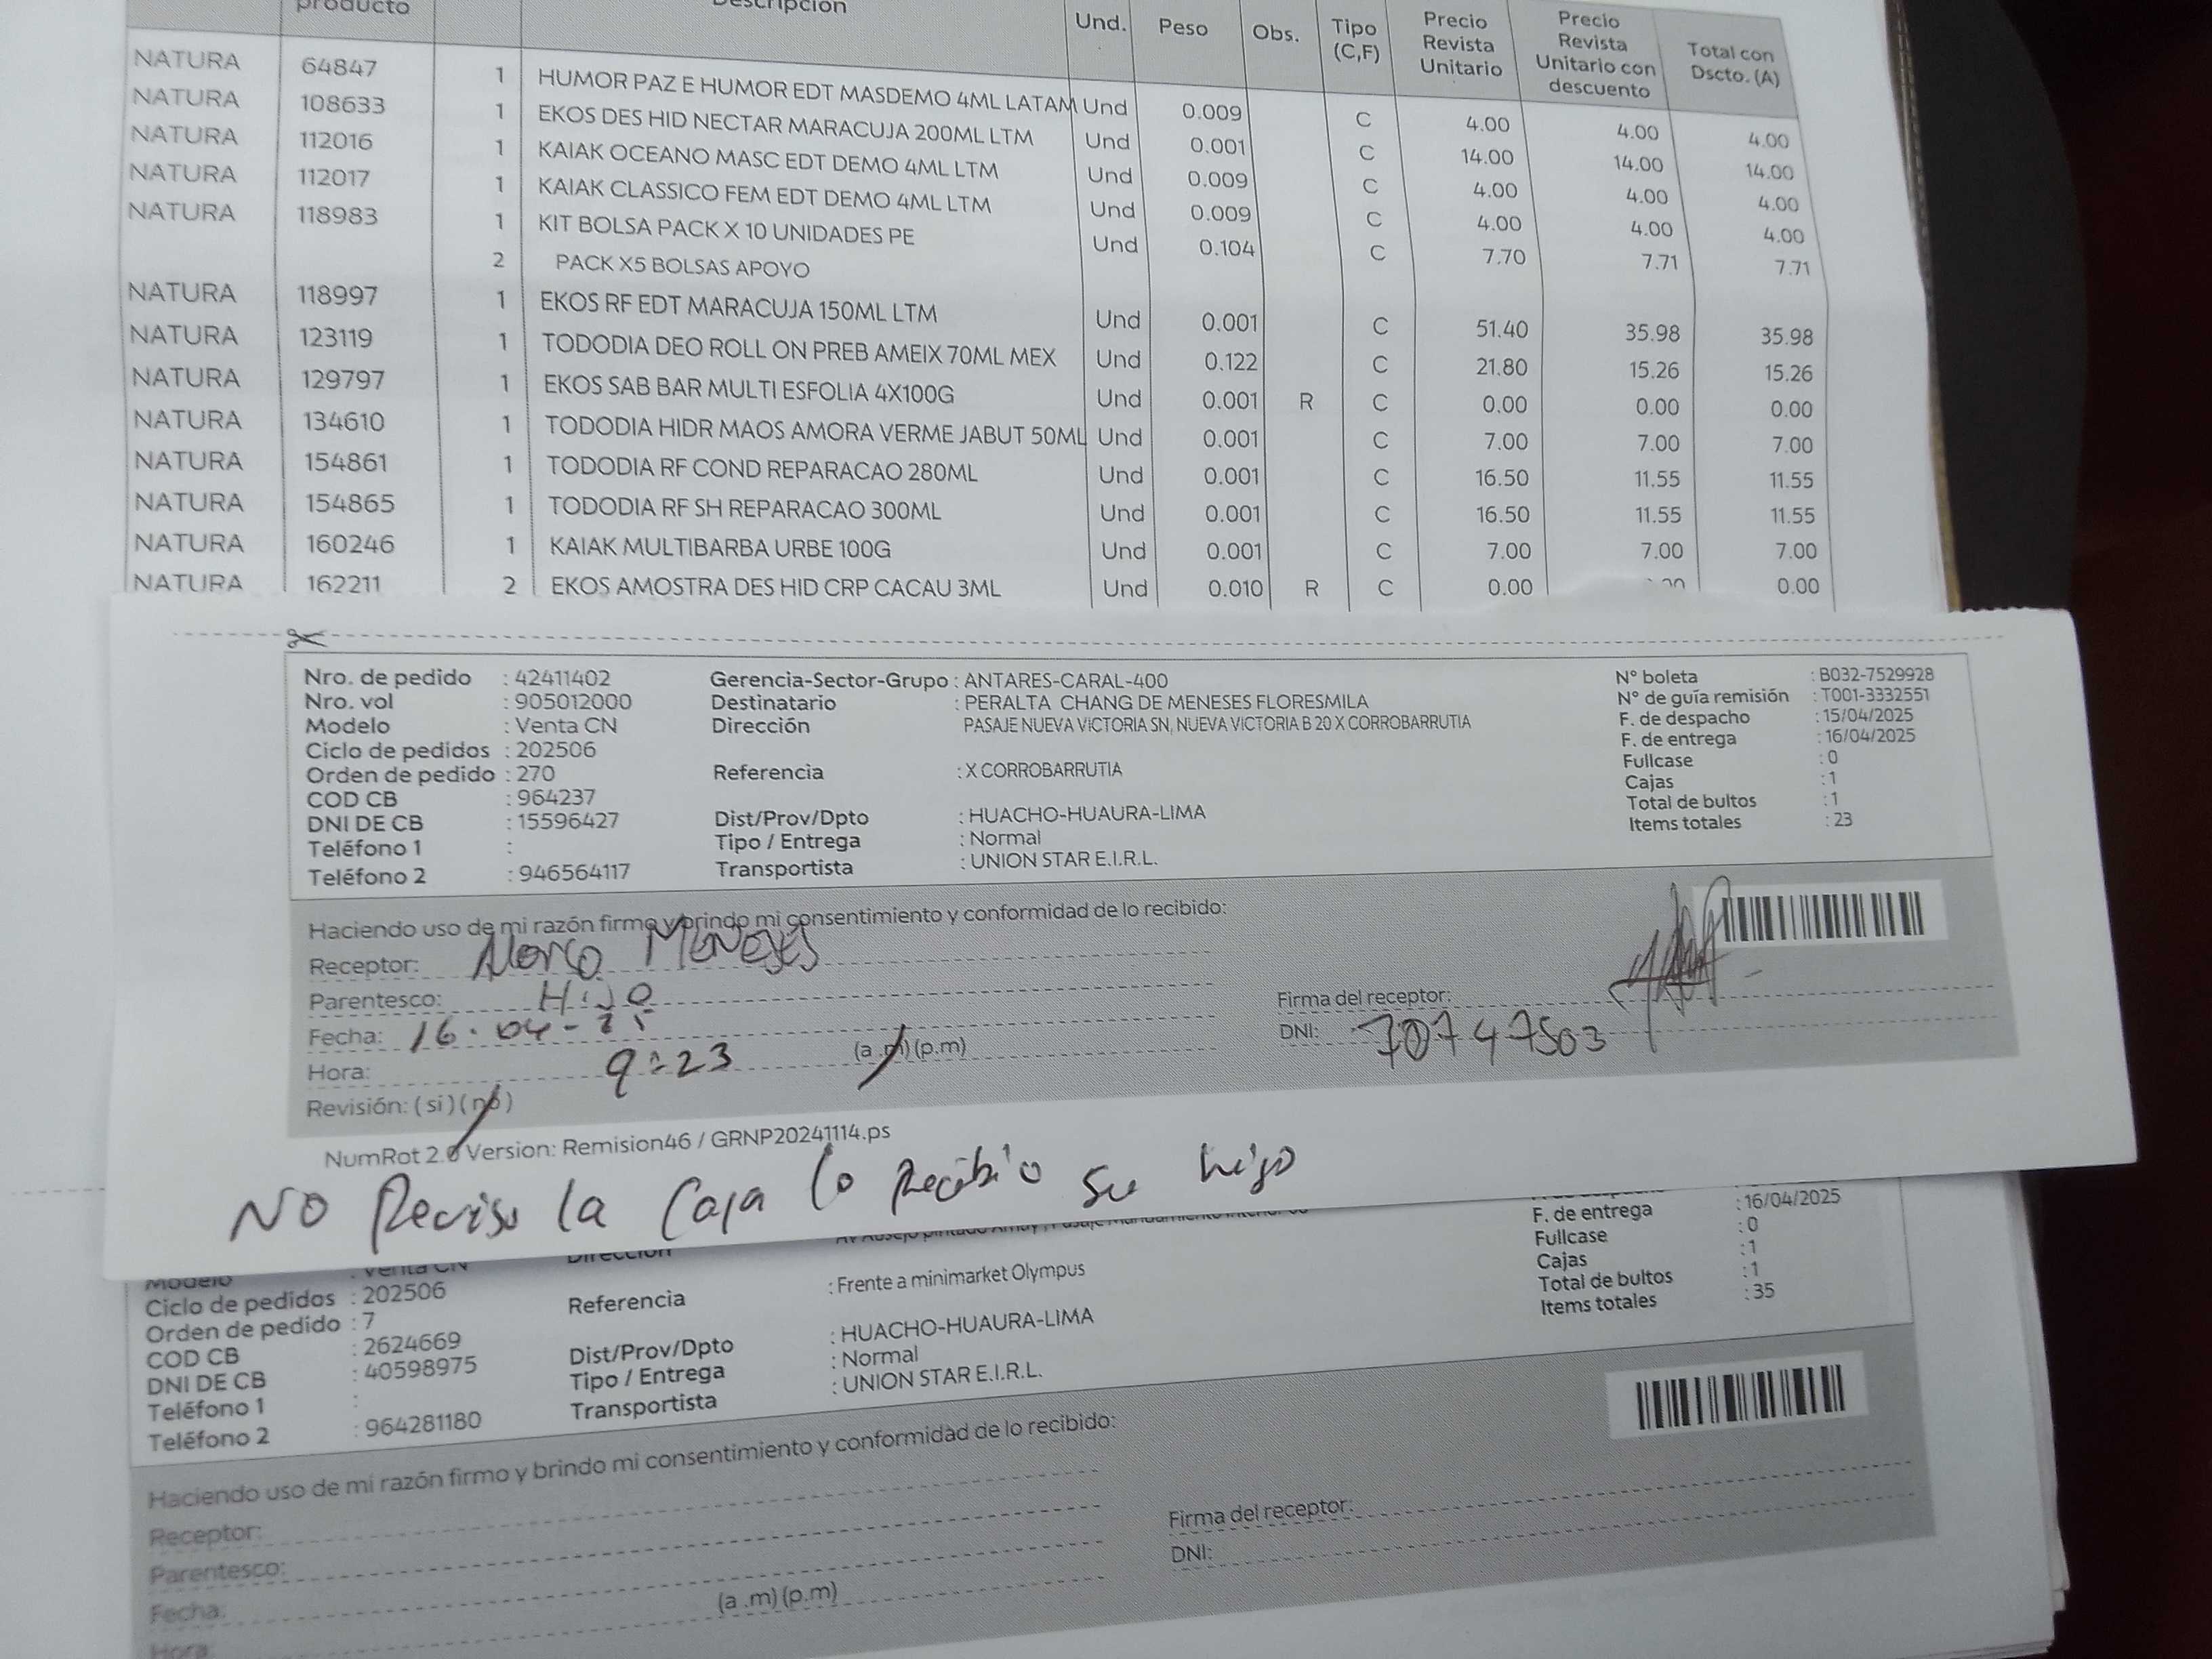 producto Descripción Und. Peso Obs. Tipo (C,F) Precio Revista Unitario Precio Revista Unitario con descuento Total con Dscto. (A)
NATURA 64847 1 HUMOR PAZ E HUMOR EDT MASDEMO 4ML LATAM Und 0.009 C 4.00 4.00 4.00
NATURA 108633 1 EKOS DES HID NECTAR MARACUJA 200ML LTM Und 0.001 C 14.00 14.00 14.00
NATURA 112016 1 KAIAK OCEANO MASC EDT DEMO 4ML LTM Und 0.009 C 4.00 4.00 4.00
NATURA 112017 1 KAIAK CLASSICO FEM EDT DEMO 4ML LTM Und 0.009 C 4.00 4.00 4.00
NATURA 118983 1 KIT BOLSA PACK X 10 UNIDADES PE Und 0.104 C 7.70 7.71 7.71
2 PACK X5 BOLSAS APOYO
NATURA 118997 1 EKOS RF EDT MARACUJA 150ML LTM Und 0.001 C 51.40 35.98 35.98
NATURA 123119 1 TODODIA DEO ROLL ON PREB AMEIX 70ML MEX Und 0.122 C 21.80 15.26 15.26
NATURA 129797 1 EKOS SAB BAR MULTI ESFOLIA 4X100G Und 0.001 R C 0.00 0.00 0.00
NATURA 134610 1 TODODIA HIDR MAOS AMORA VERME JABUT 50ML Und 0.001 C 7.00 7.00 7.00
NATURA 154861 1 TODODIA RF COND REPARACAO 280ML Und 0.001 C 16.50 11.55 11.55
NATURA 154865 1 TODODIA RF SH REPARACAO 300ML Und 0.001 C 16.50 11.55 11.55
NATURA 160246 1 KAIAK MULTIBARBA URBE 100G Und 0.001 C 7.00 7.00 7.00
NATURA 162211 2 EKOS AMOSTRA DES HID CRP CACAU 3ML Und 0.010 R C 0.00 0.00
Nro. de pedido : 42411402 Gerencia-Sector-Grupo : ANTARES-CARAL-400 N° boleta : B032-7529928
Nro. vol : 905012000 Destinatario : PERALTA CHANG DE MENESES FLORESMILA N° de guía remisión : T001-3332551
Modelo : Venta CN Dirección PASAJE NUEVA VICTORIA SN, NUEVA VICTORIA B 20 X CORROBARRUTIA F. de despacho : 15/04/2025
Ciclo de pedidos : 202506 F. de entrega : 16/04/2025
Orden de pedido : 270 Referencia : X CORROBARRUTIA Fullcase : 0
COD CB : 964237 Cajas : 1
DNI DE CB : 15596427 Dist/Prov/Dpto : HUACHO-HUAURA-LIMA Total de bultos : 1
Teléfono 1 : Tipo / Entrega : Normal Items totales : 23
Teléfono 2 : 946564117 Transportista : UNION STAR E.I.R.L.
Haciendo uso de mi razón firmo y brindo mi consentimiento y conformidad de lo recibido:
Receptor: Meneses
Parentesco: Hijo Firma del receptor:
Fecha: 16-04-25 DNI: 70747503
Hora: 9:23 (a.m) (p.m)
Revisión: (si) (no)
NumRot 2.0 Version: Remision46 / GRNP20241114.ps
NO Reviso la Caja lo Recibio su hijo
F. de entrega : 16/04/2025
Modelo : Venta CN Dirección Fullcase : 0
Ciclo de pedidos : 202506 Referencia : Frente a minimarket Olympus Cajas : 1
Orden de pedido : 7 Total de bultos : 1
COD CB : 2624669 Dist/Prov/Dpto : HUACHO-HUAURA-LIMA Items totales : 35
DNI DE CB : 40598975 Tipo / Entrega : Normal
Teléfono 1 : Transportista : UNION STAR E.I.R.L.
Teléfono 2 : 964281180
Haciendo uso de mi razón firmo y brindo mi consentimiento y conformidad de lo recibido:
Receptor: Firma del receptor:
Parentesco: DNI:
Fecha: (a .m) (p.m)
Hora: